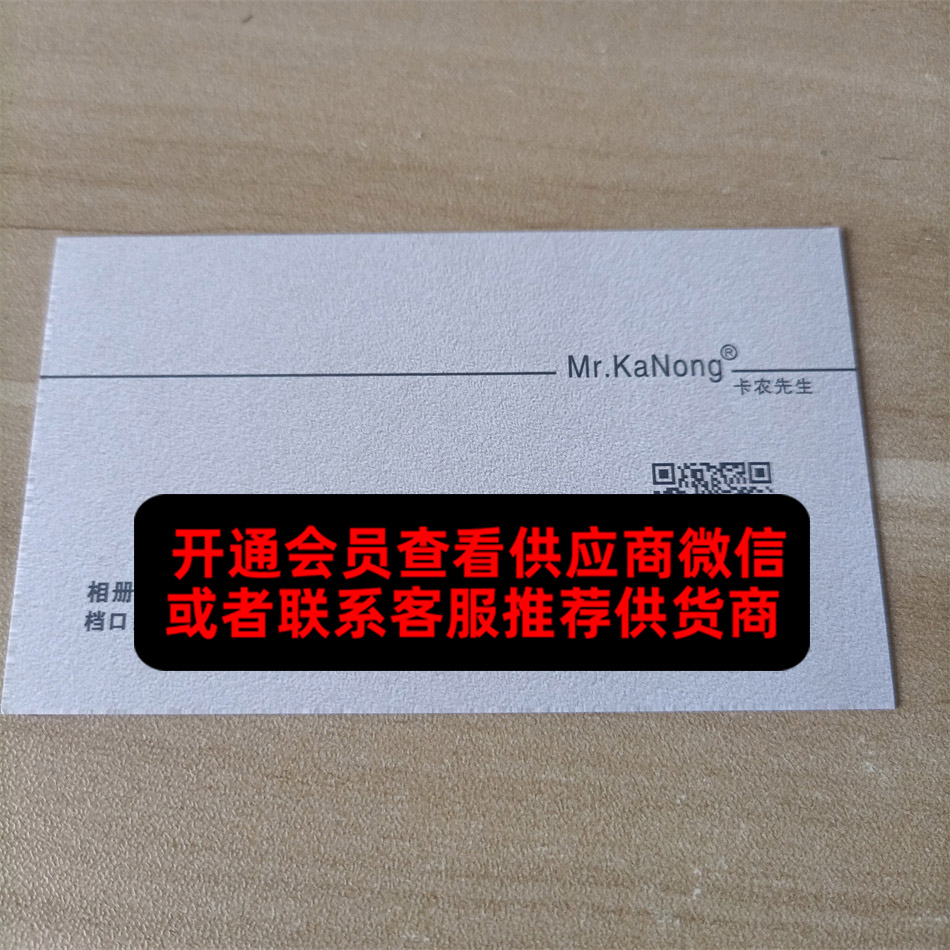 Mr.KaNong®
卡农先生
开通会员查看供应商微信
或者联系客服推荐供货商
相册
档口